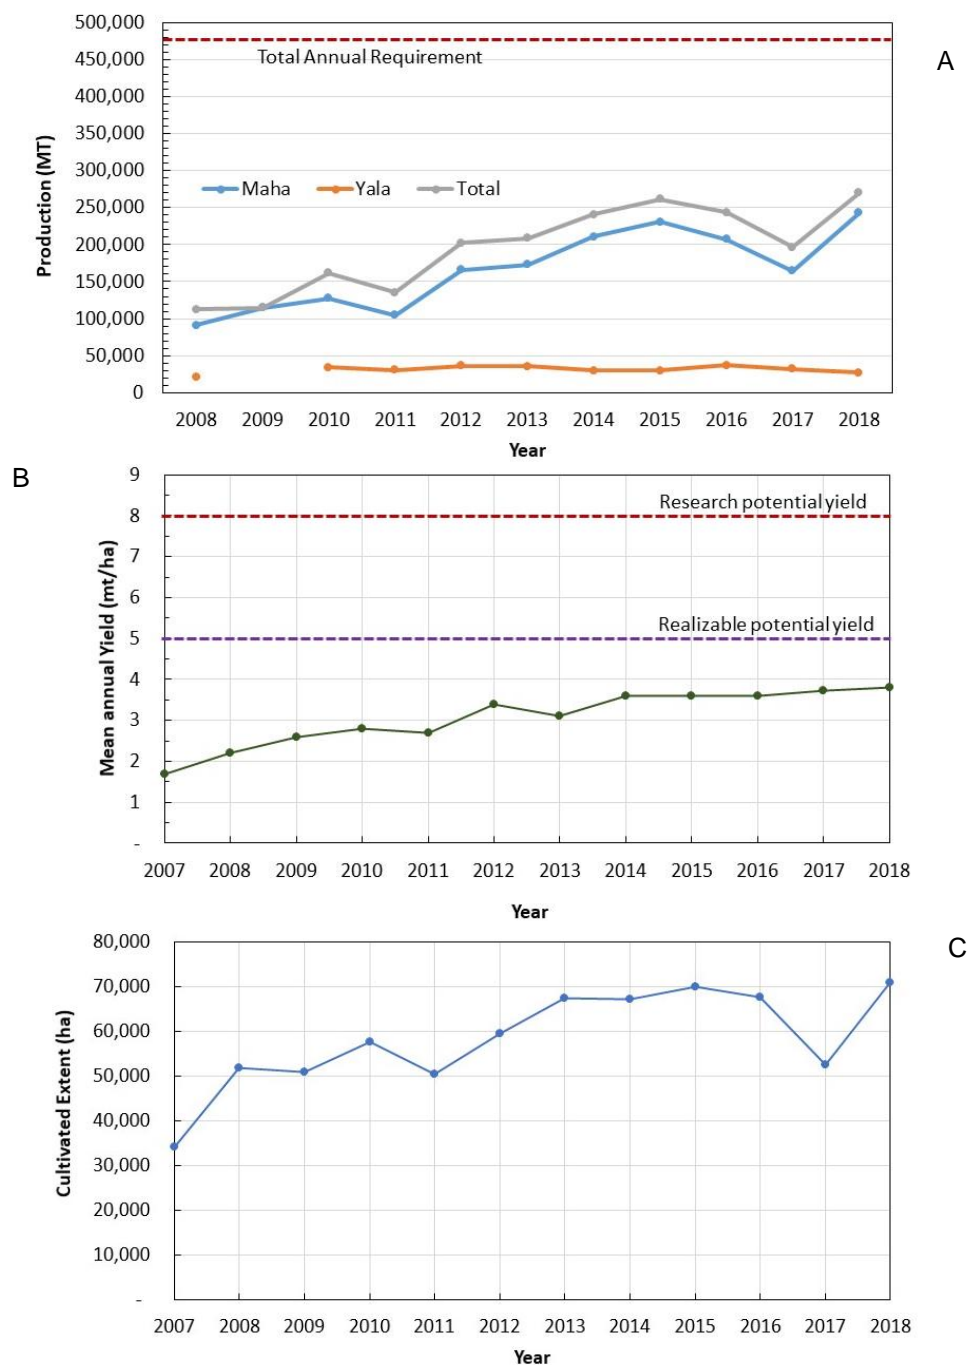 500,000
450,000
400,000
350,000
300,000
250,000
200,000
150,000
100,000
50,000
0
Production (MT)
Total Annual Requirement
A
Maha Yala Total
2008 2009 2010 2011 2012 2013 2014 2015 2016 2017 2018
Year
B
9
8
7
6
5
4
3
2
1
-
Mean annual Yield (mt/ha)
Research potential yield
Realizable potential yield
2007 2008 2009 2010 2011 2012 2013 2014 2015 2016 2017 2018
Year
C
80,000
70,000
60,000
50,000
40,000
30,000
20,000
10,000
-
Cultivated Extent (ha)
2007 2008 2009 2010 2011 2012 2013 2014 2015 2016 2017 2018
Year